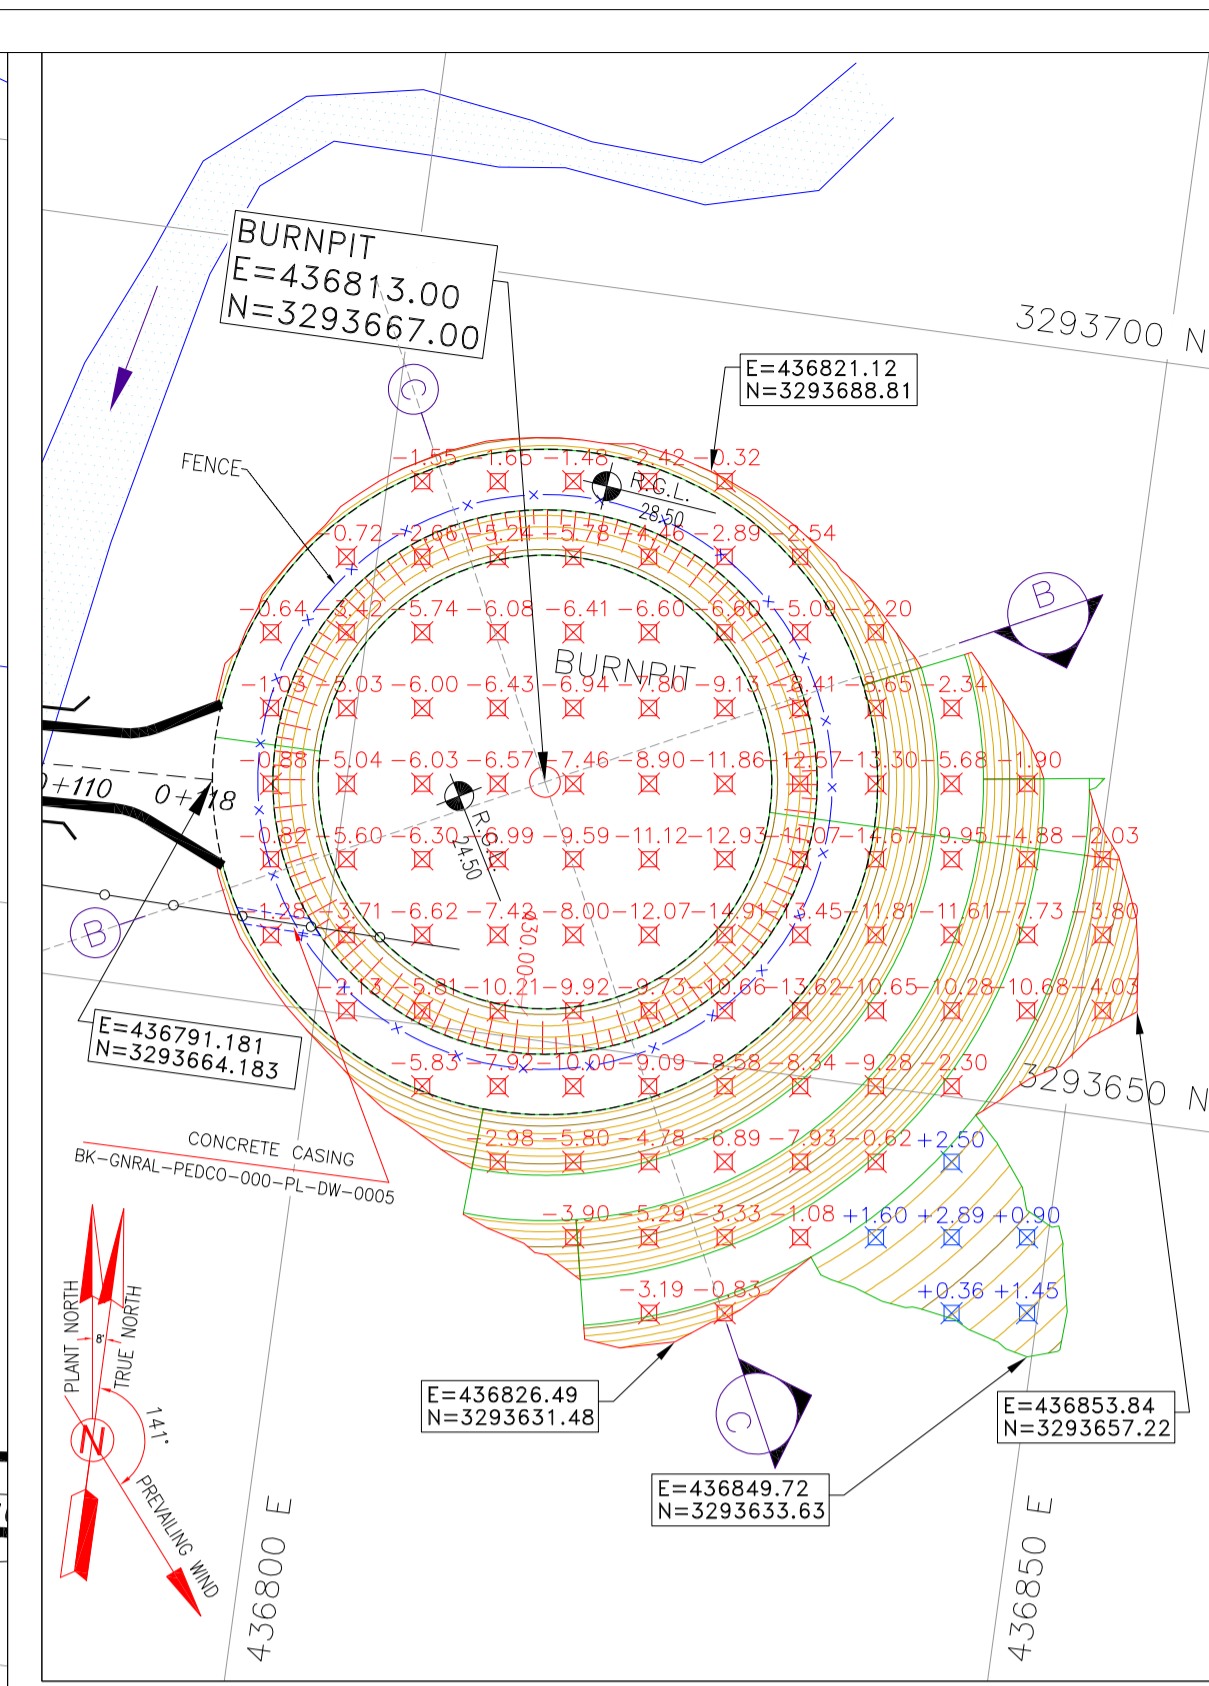 BURNPIT
E=436813.00
N=3293667.00
3293700 N
E=436821.12
N=3293688.81
C
FENCE
-1.55 -1.65 -1.48 -2.42 -0.32
R.G.L.
28.50
-0.72 -2.66 -5.24 -5.78 -4.46 -2.89 -2.54
-0.64 -3.42 -5.74 -6.08 -6.41 -6.60 -6.60 -5.09 -2.20
B
BURNPIT
-1.03 -5.03 -6.00 -6.43 -6.94 -7.80 -9.13 -8.41 -8.65 -2.34
-0.88 -5.04 -6.03 -6.57 -7.46 -8.90 -11.86 -12.57 -13.30 -5.68 -1.90
0+110 0+118
R.G.L.
24.50
-0.82 -5.60 -6.30 -6.99 -9.59 -11.12 -12.93 -11.07 -14.67 -9.95 -4.88 -2.03
-1.28 -3.71 -6.62 -7.42 -8.00 -12.07 -14.91 -13.45 -11.81 -11.61 -7.73 -3.80
B
-2.13 -5.81 -10.21 -9.92 -9.73 -10.66 -13.62 -10.65 -10.28 -10.68 -4.03
E=436791.181
N=3293664.183
-5.83 -7.92 -10.00 -9.09 -8.58 -8.34 -9.28 -2.30
3293650 N
CONCRETE CASING
BK-GNRAL-PEDCO-000-PL-DW-0005
-2.98 -5.80 -4.78 -6.89 -7.93 -0.62 +2.50
-3.90 -5.29 -3.33 -1.08 +1.60 +2.89 +0.90
-3.19 -0.83 +0.36 +1.45
PLANT NORTH
8°
TRUE NORTH
141°
N
PREVAILING WIND
E=436826.49
N=3293631.48
C
E=436853.84
N=3293657.22
E=436849.72
N=3293633.63
436800 E
436850 E